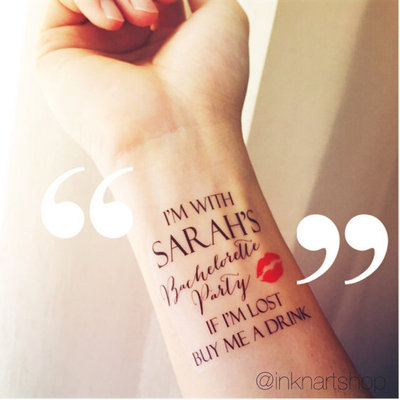 I'M WITH
SARAH'S
Bachelorette
Party
IF I'M LOST
BUY ME A DRINK
@inknartshop